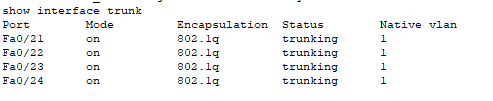 show interface trunk
Port Mode Encapsulation Status Native vlan
Fa0/21 on 802.1q trunking 1
Fa0/22 on 802.1q trunking 1
Fa0/23 on 802.1q trunking 1
Fa0/24 on 802.1q trunking 1